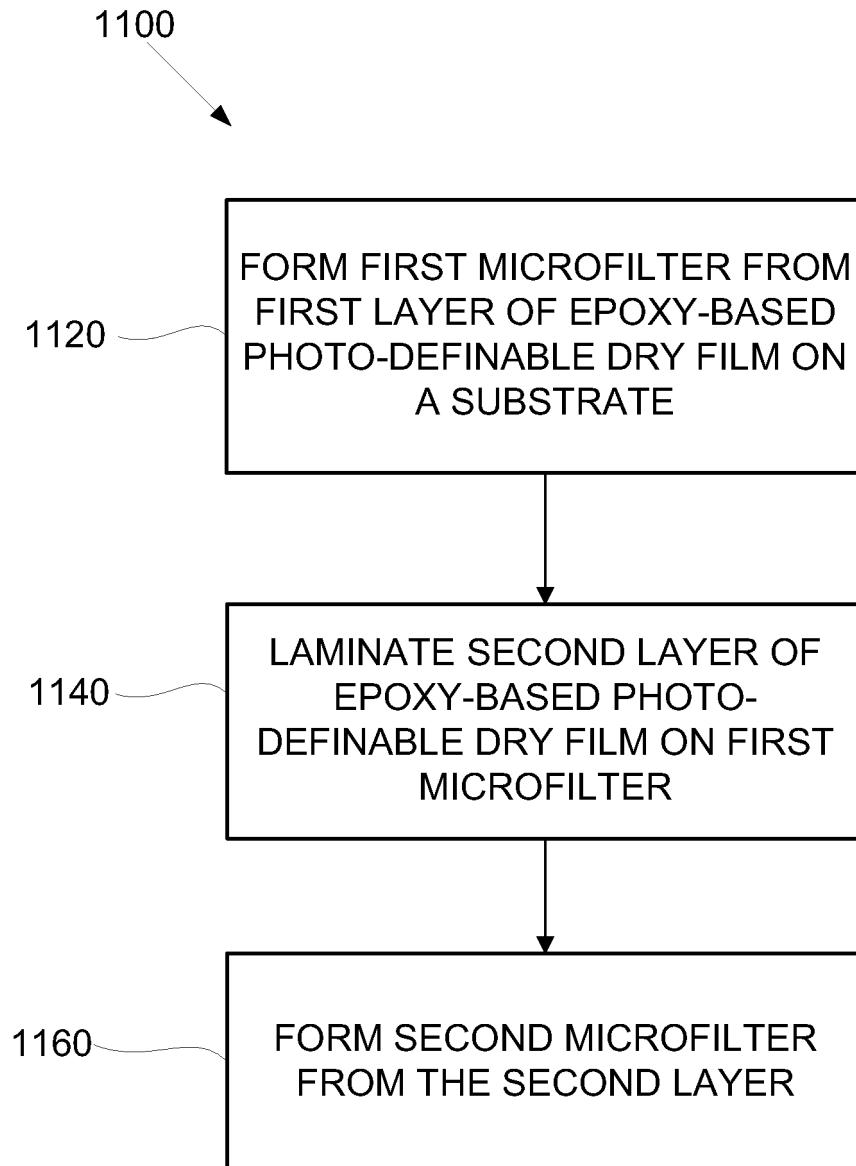 1100
1120
FORM FIRST MICROFILTER FROM
FIRST LAYER OF EPOXY-BASED
PHOTO-DEFINABLE DRY FILM ON
A SUBSTRATE
1140
LAMINATE SECOND LAYER OF
EPOXY-BASED PHOTO-
DEFINABLE DRY FILM ON FIRST
MICROFILTER
1160
FORM SECOND MICROFILTER
FROM THE SECOND LAYER